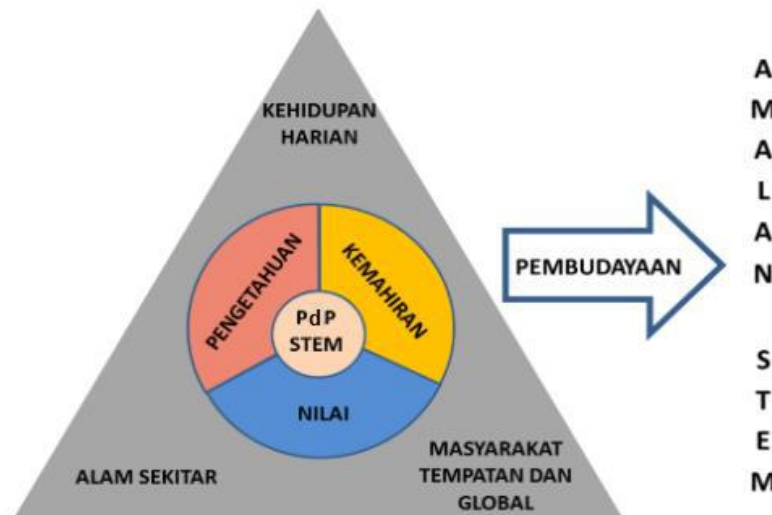 KEHIDUPAN
HARIAN
PENGETAHUAN
KEMAHIRAN
PdP
STEM
NILAI
ALAM SEKITAR
MASYARAKAT
TEMPATAN DAN
GLOBAL
PEMBUDAYAAN
A
M
A
L
A
N
S
T
E
M